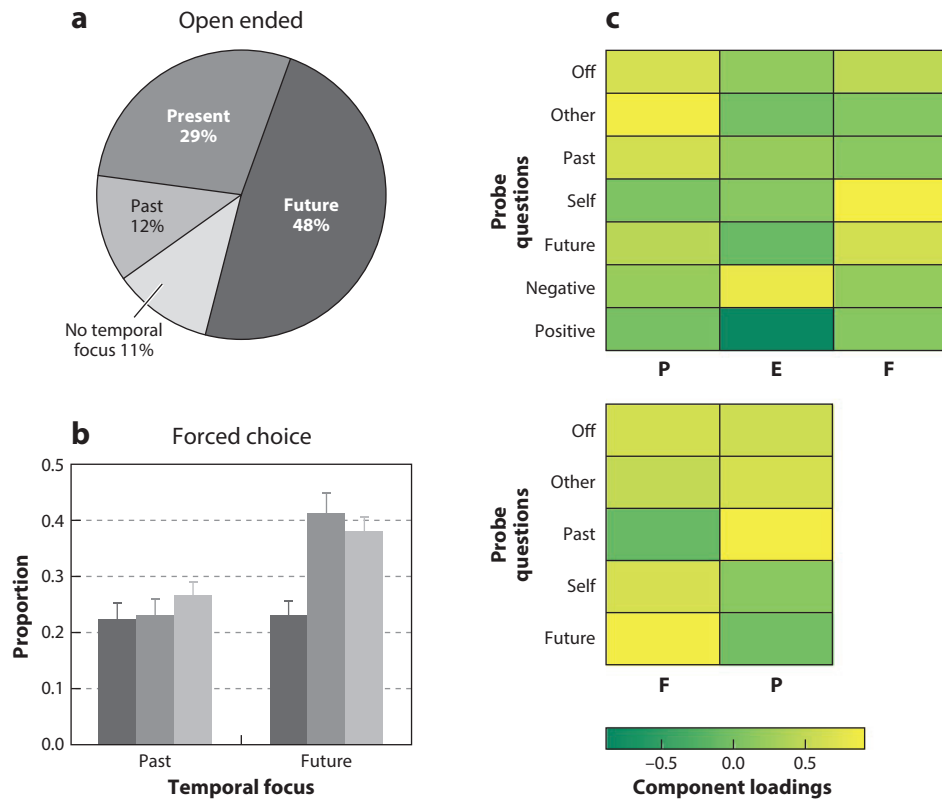 a
Open ended
Present
29%
Past
12%
Future
48%
No temporal
focus 11%
b
Forced choice
Proportion
0.5
0.4
0.3
0.2
0.1
0.0
Past
Future
Temporal focus
c
Probe
questions
Off
Other
Past
Self
Future
Negative
Positive
P
E
F
Probe
questions
Off
Other
Past
Self
Future
F
P
−0.5
0.0
0.5
Component loadings